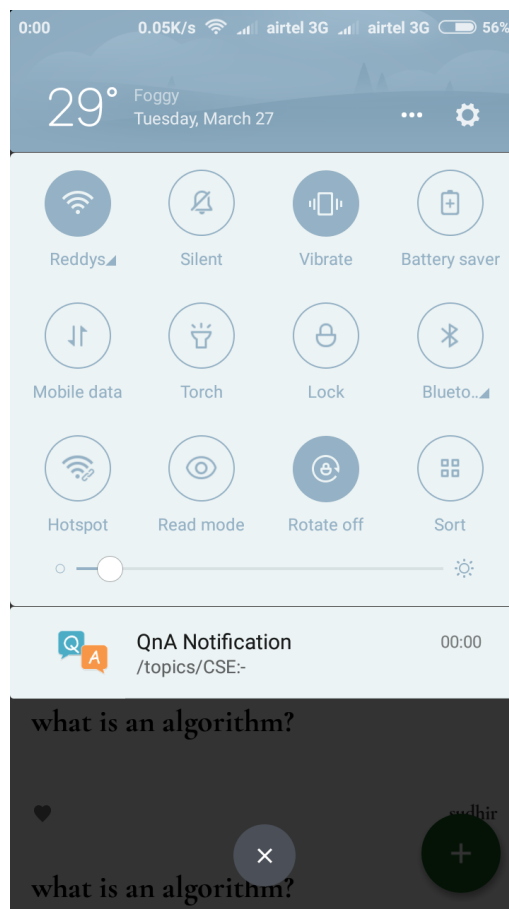 0:00 0.05K/s airtel 3G airtel 3G 56%
29° Foggy
Tuesday, March 27
Reddys Silent Vibrate Battery saver
Mobile data Torch Lock Blueto..
Hotspot Read mode Rotate off Sort
Q A
QnA Notification 00:00
/topics/CSE:-
what is an algorithm?
sudhir
what is an algorithm?